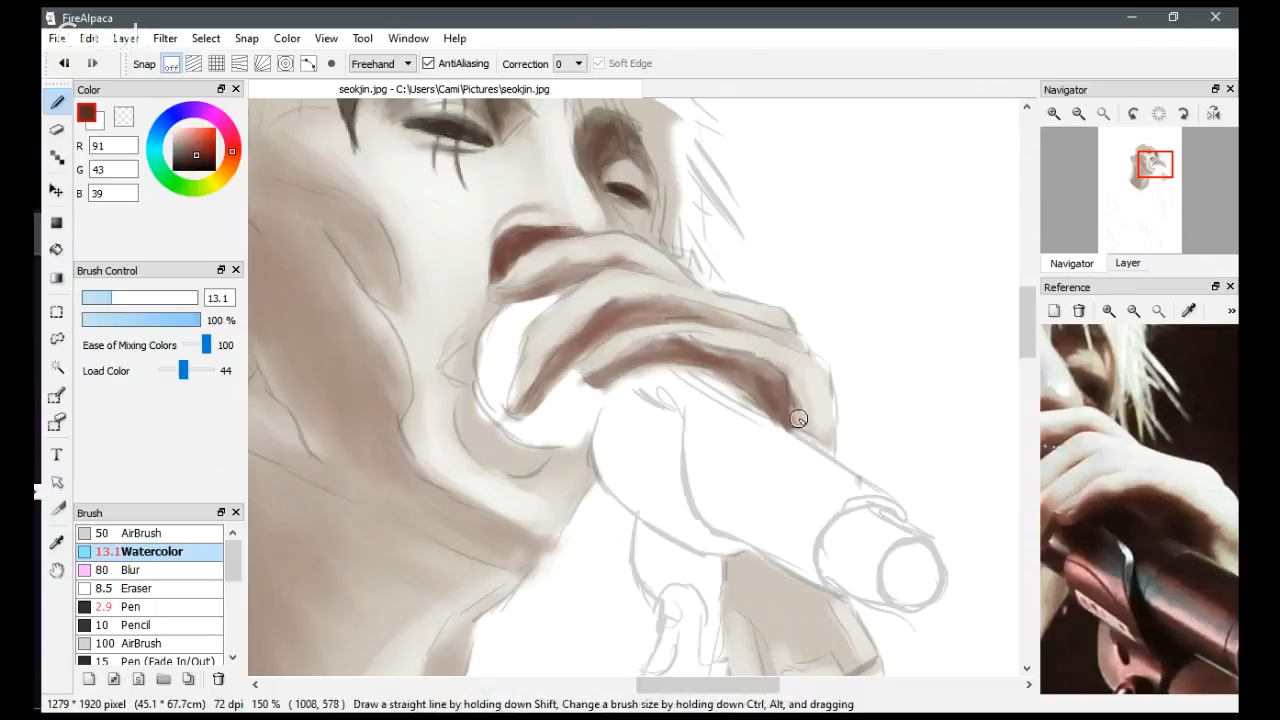 FireAlpaca
File Edit Layer Filter Select Snap Color View Tool Window Help
Snap off Freehand AntiAliasing Correction 0 Soft Edge
Color
R 91
G 43
B 39
Brush Control
13.1
100 %
Ease of Mixing Colors 100
Load Color 44
Brush
50 AirBrush
13.1 Watercolor
80 Blur
8.5 Eraser
2.9 Pen
10 Pencil
100 AirBrush
15 Pen (Fade In/Out)
seokjin.jpg - C:\Users\Cami\Pictures\seokjin.jpg
Navigator
Navigator Layer
Reference
»
1279 * 1920 pixel (45.1 * 67.7cm) 72 dpi 150 % ( 1008, 578 ) Draw a straight line by holding down Shift, Change a brush size by holding down Ctrl, Alt, and dragging